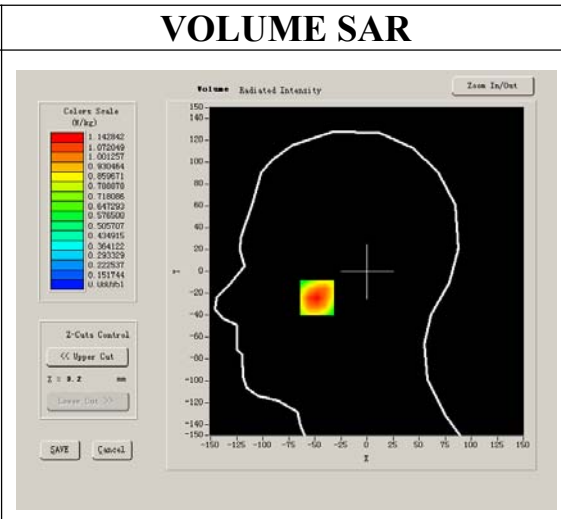 VOLUME SAR
Volume Radiated Intensity
Zoom In/Out
Colors Scale
(W/kg)
1.142842
1.072049
1.001257
0.930464
0.859671
0.788878
0.718086
0.647293
0.576500
0.505707
0.434915
0.364122
0.293329
0.222537
0.151744
150
140
120
100
80
60
40
20
0
-20
-40
-60
-80
-100
-120
-140
-150
-150 -125 -100 -75 -50 -25 0 25 50 75 100 125 150
X
Y
Z-Cuts Control
<< Upper Cut
mm
Lower Cut >>
SAVE
Cancel